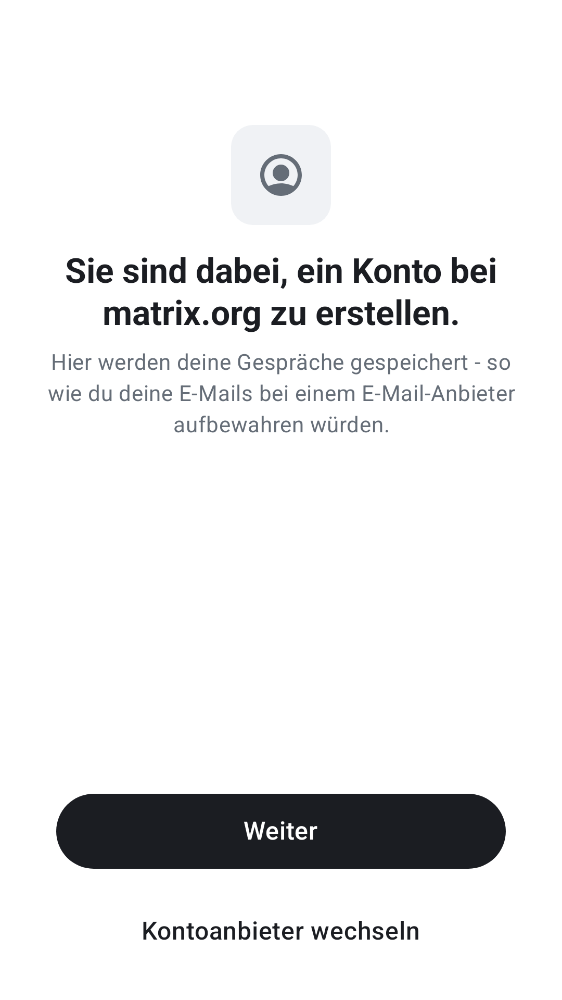 Sie sind dabei, ein Konto bei
matrix.org zu erstellen.
Hier werden deine Gespräche gespeichert - so
wie du deine E-Mails bei einem E-Mail-Anbieter
aufbewahren würden.
Weiter
Kontoanbieter wechseln